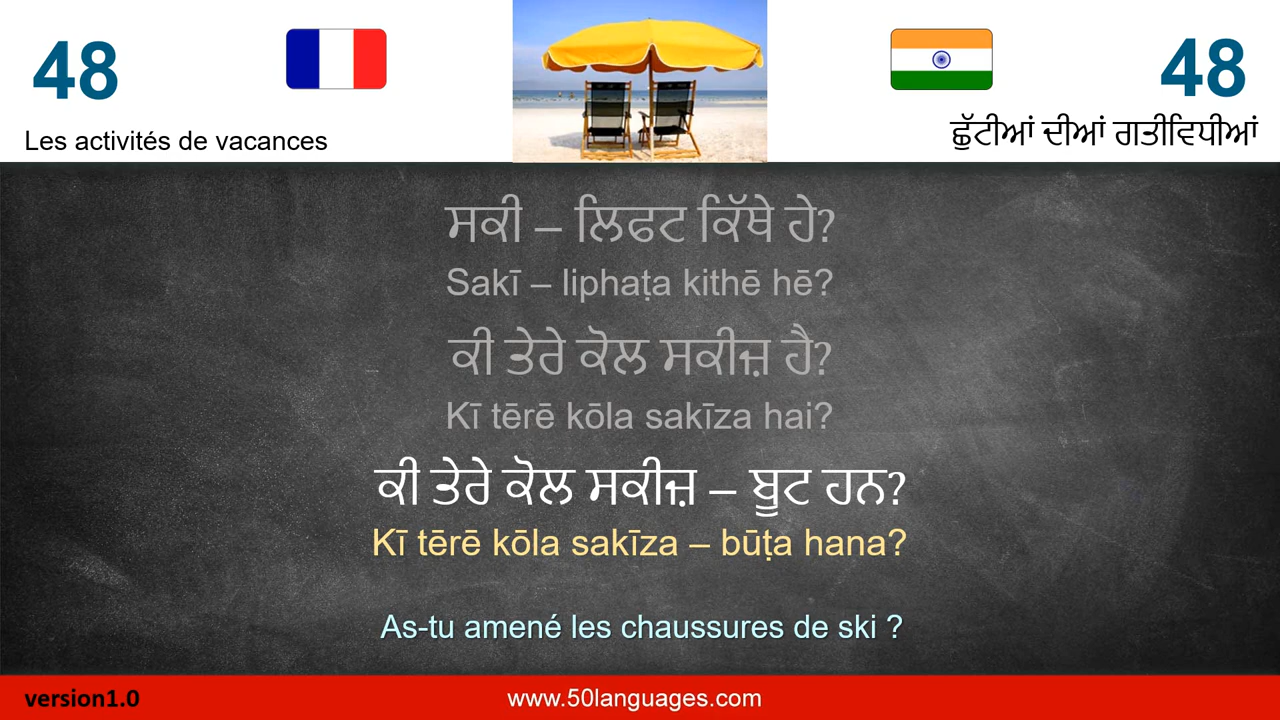 48
48
Les activités de vacances
ਛੁੱਟੀਆਂ ਦੀਆਂ ਗਤੀਵਿਧੀਆਂ
ਸਕੀ – ਲਿਫਟ ਕਿੱਥੇ ਹੇ?
Sakī – liphaṭa kithē hē?
ਕੀ ਤੇਰੇ ਕੋਲ ਸਕੀਜ਼ ਹੈ?
Kī tērē kōla sakīza hai?
ਕੀ ਤੇਰੇ ਕੋਲ ਸਕੀਜ਼ – ਬੂਟ ਹਨ?
Kī tērē kōla sakīza – būṭa hana?
As-tu amené les chaussures de ski ?
version1.0
www.50languages.com